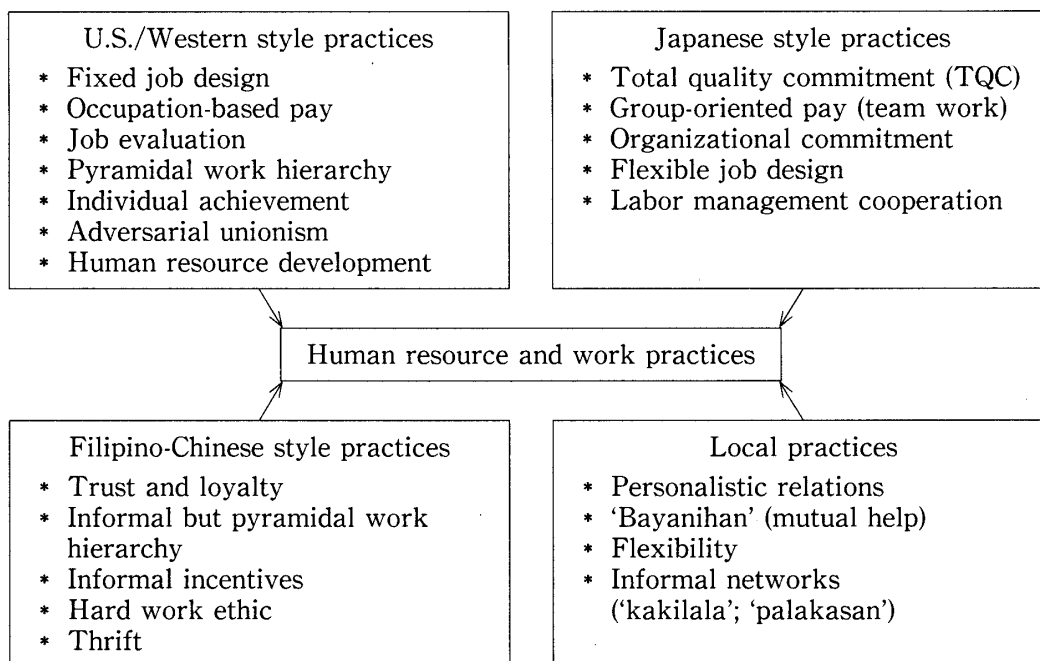 U.S./Western style practices
* Fixed job design
* Occupation-based pay
* Job evaluation
* Pyramidal work hierarchy
* Individual achievement
* Adversarial unionism
* Human resource development
Japanese style practices
* Total quality commitment (TQC)
* Group-oriented pay (team work)
* Organizational commitment
* Flexible job design
* Labor management cooperation
Human resource and work practices
Filipino-Chinese style practices
* Trust and loyalty
* Informal but pyramidal work
hierarchy
* Informal incentives
* Hard work ethic
* Thrift
Local practices
* Personalistic relations
* ‘Bayanihan’ (mutual help)
* Flexibility
* Informal networks
(‘kakilala’; ‘palakasan’)